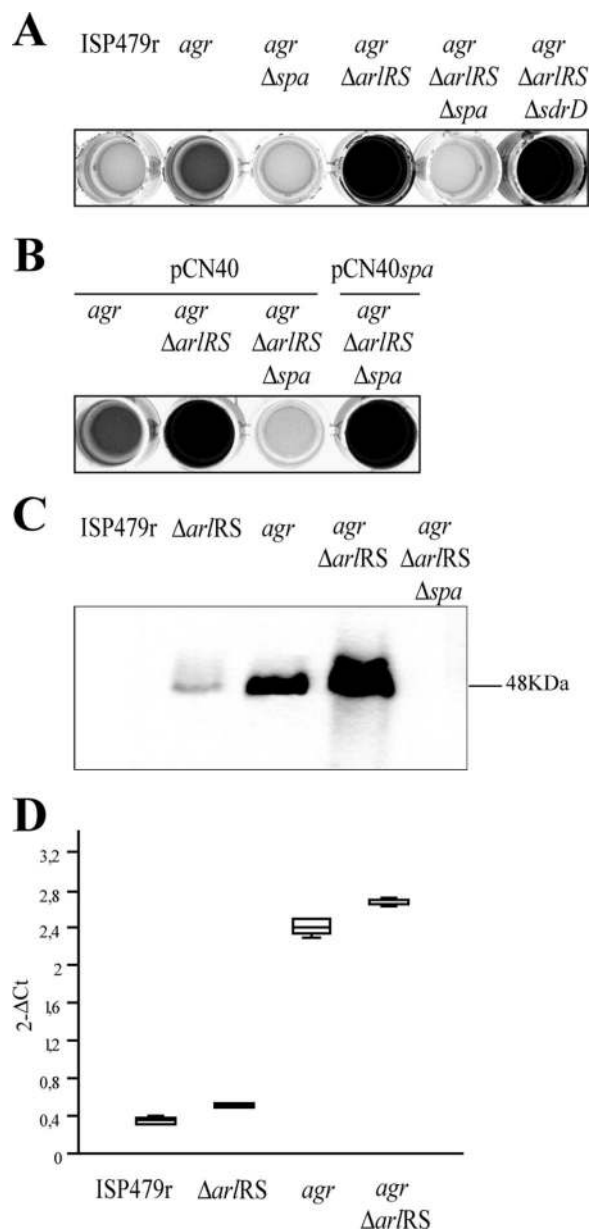 A
ISP479r agr agr agr agr agr
Δspa ΔarlRS ΔarlRS ΔarlRS
Δspa ΔsdrD
B
pCN40 pCN40spa
agr agr agr agr
ΔarlRS ΔarlRS ΔarlRS
Δspa Δspa
C
ISP479r ΔarlRS agr agr agr
ΔarlRS ΔarlRS
Δspa
48KDa
D
3,2
2,8
2,4
2
1,6
1,2
0,8
0,4
0
2-ΔCt
ISP479r ΔarlRS agr agr
ΔarlRS